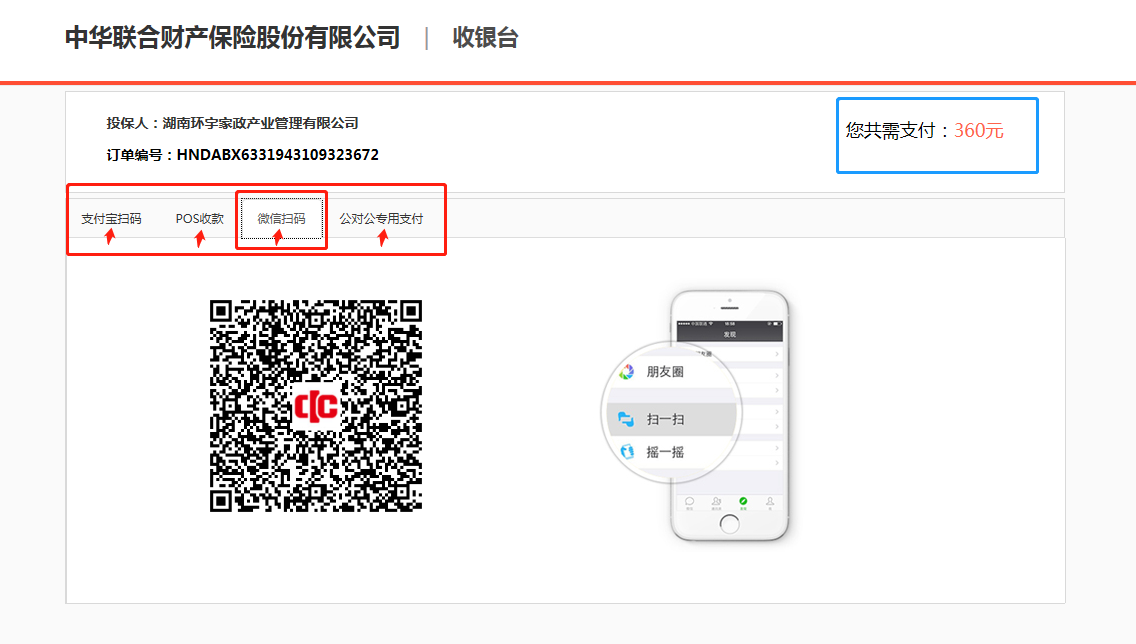 中华联合财产保险股份有限公司 | 收银台
投保人：湖南环宇家政产业管理有限公司
您共需支付：360元
订单编号：HNDABX6331943109323672
支付宝扫码 POS收款 微信扫码 公对公专用支付
发现
朋友圈
扫一扫
摇一摇